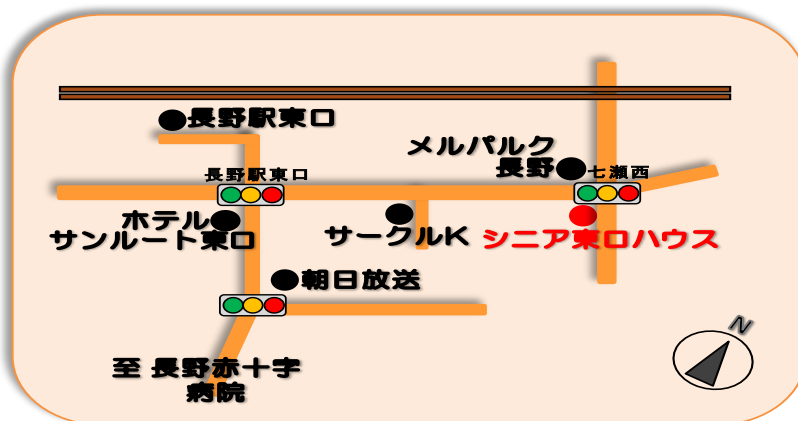 長野駅東口
メルパルク
長野
七瀬西
長野駅東口
ホテル
サンルート東口
サークルK
シニア東口ハウス
朝日放送
至 長野赤十字
病院
N